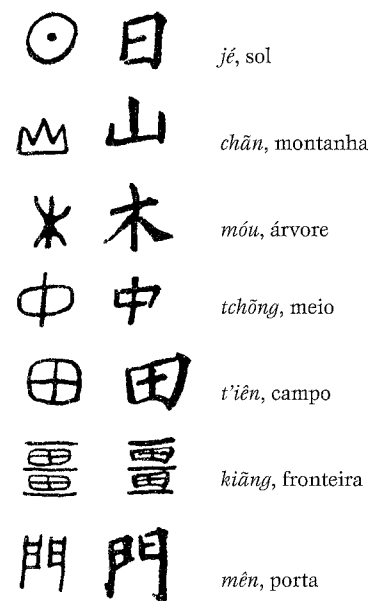 日 jé, sol
山 chãn, montanha
木 móu, árvore
中 tchõng, meio
田 t’iên, campo
畺 kiãng, fronteira
門 mên, porta